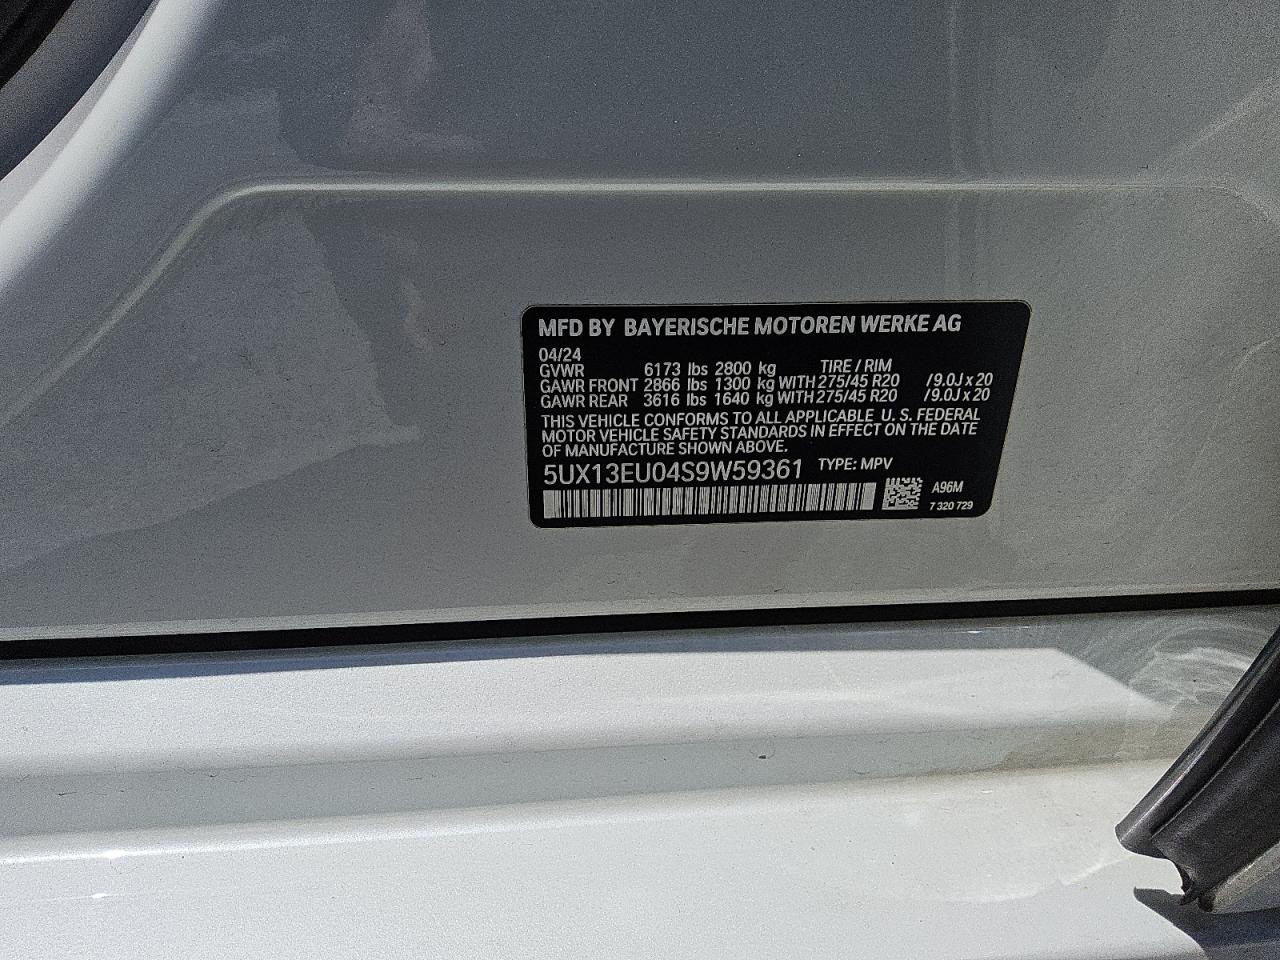 MFD BY BAYERISCHE MOTOREN WERKE AG
04/24
GVWR 6173 lbs 2800 kg TIRE / RIM
GAWR FRONT 2866 lbs 1300 kg WITH 275/45 R20 / 9.0J x 20
GAWR REAR 3616 lbs 1640 kg WITH 275/45 R20 / 9.0J x 20
THIS VEHICLE CONFORMS TO ALL APPLICABLE U. S. FEDERAL
MOTOR VEHICLE SAFETY STANDARDS IN EFFECT ON THE DATE
OF MANUFACTURE SHOWN ABOVE.
5UX13EU04S9W59361 TYPE: MPV
A96M
7 320 729